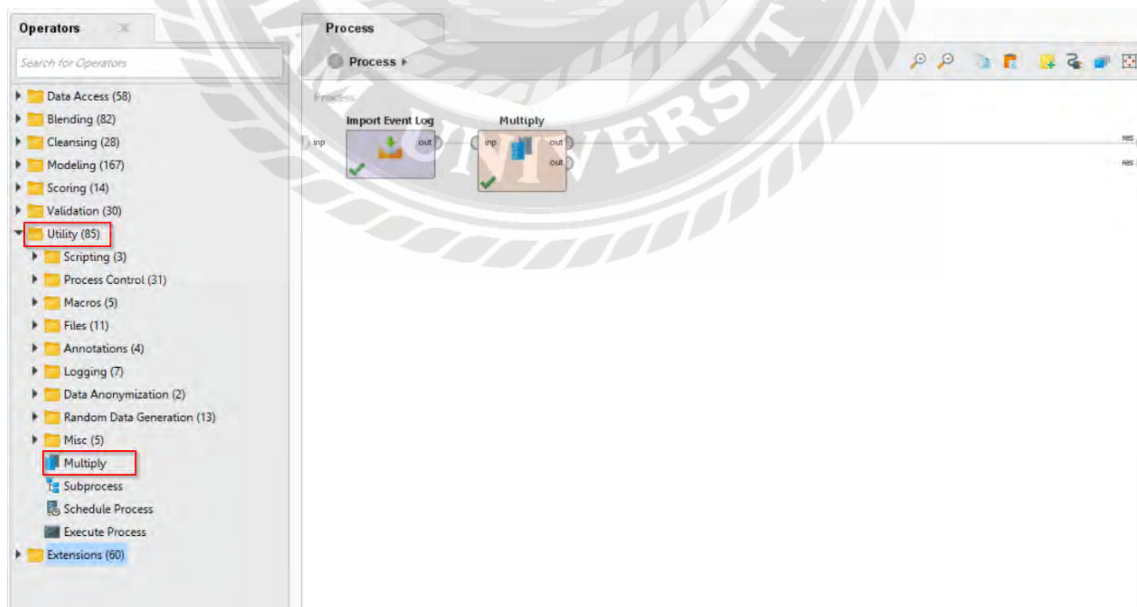 Operators
Search for Operators
Data Access (58)
Blending (82)
Cleansing (28)
Modeling (167)
Scoring (14)
Validation (30)
Utility (85)
Scripting (3)
Process Control (31)
Macros (5)
Files (11)
Annotations (4)
Logging (7)
Data Anonymization (2)
Random Data Generation (13)
Misc (5)
Multiply
Subprocess
Schedule Process
Execute Process
Extensions (60)
Process
Process
Process
Import Event Log
Multiply
inp
out
inp
out
res
out
res
UNIVERSIT